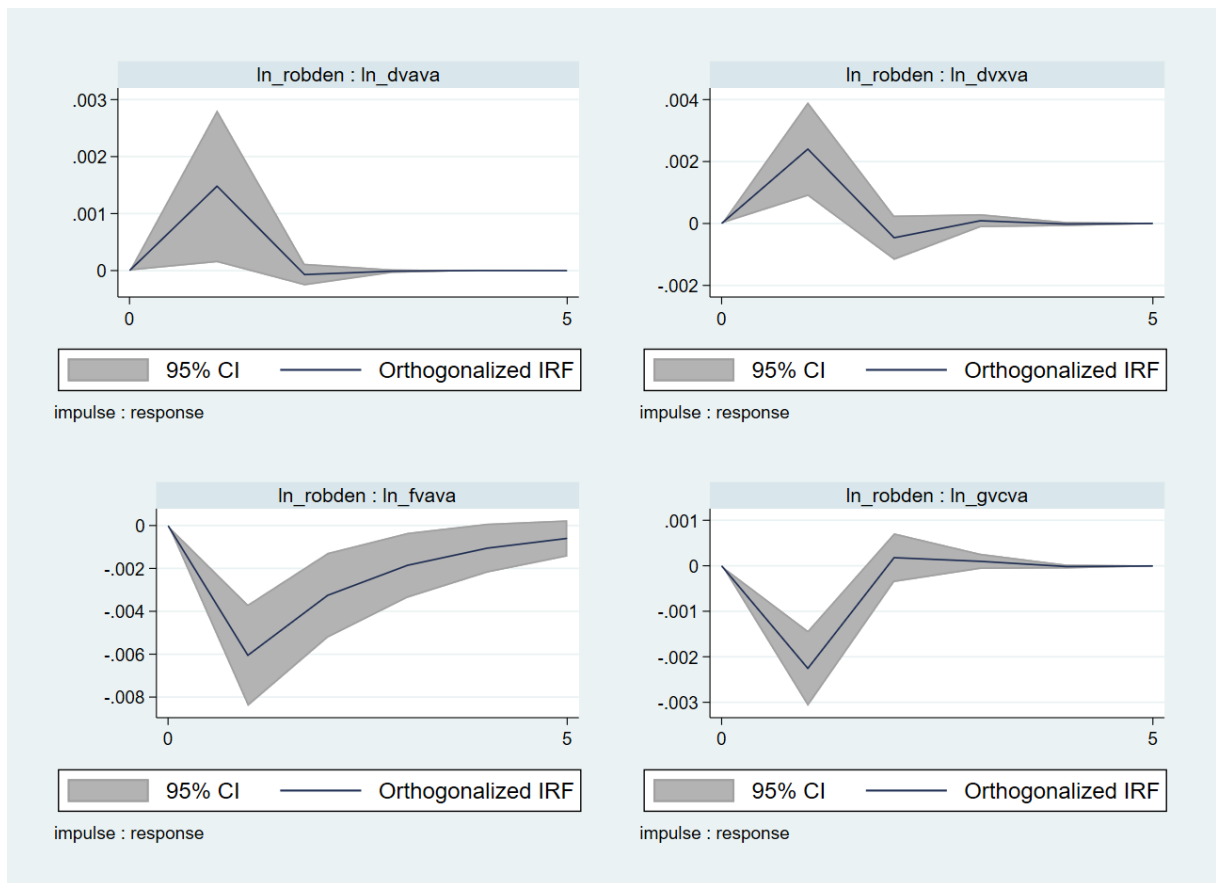 ln_robden : ln_dvava
.003
.002
.001
0
0 5
95% CI Orthogonalized IRF
impulse : response
ln_robden : ln_dvxva
.004
.002
0
-.002
0 5
95% CI Orthogonalized IRF
impulse : response
ln_robden : ln_fvava
0
-.002
-.004
-.006
-.008
0 5
95% CI Orthogonalized IRF
impulse : response
ln_robden : ln_gvcva
.001
0
-.001
-.002
-.003
0 5
95% CI Orthogonalized IRF
impulse : response